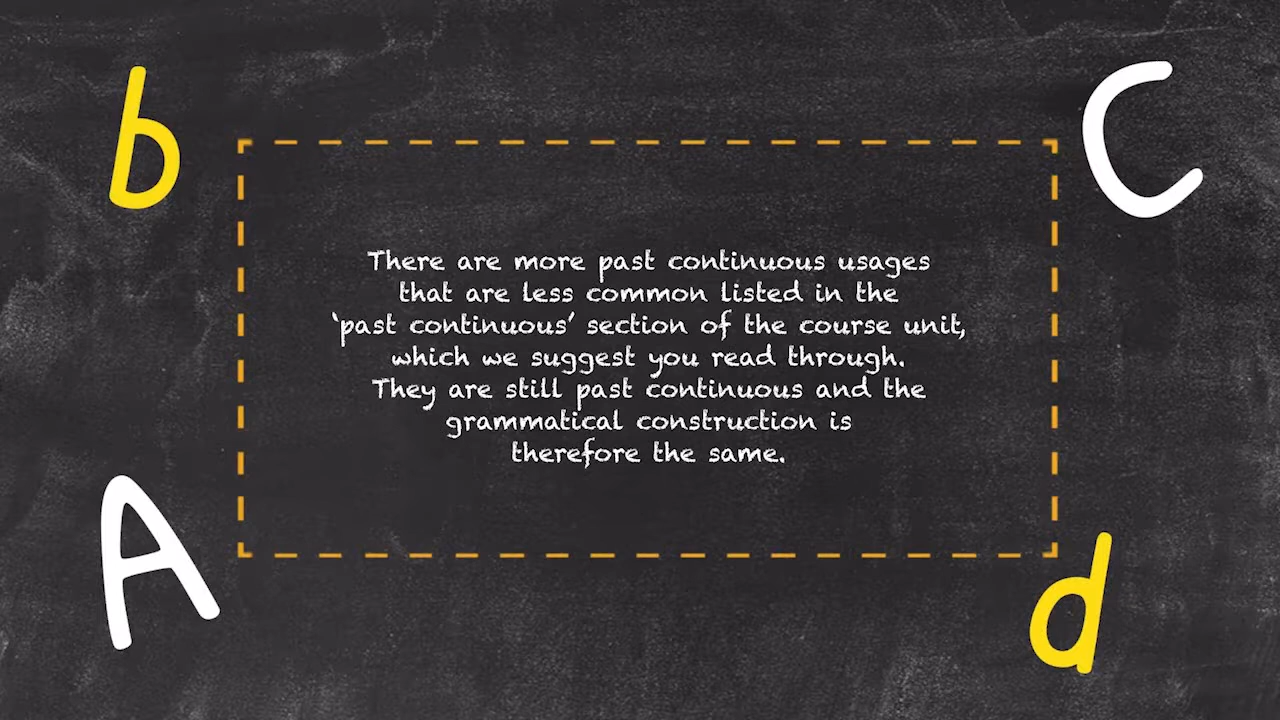 b
C
There are more past continuous usages
that are less common listed in the
‘past continuous’ section of the course unit,
which we suggest you read through.
They are still past continuous and the
grammatical construction is
therefore the same.
A
d